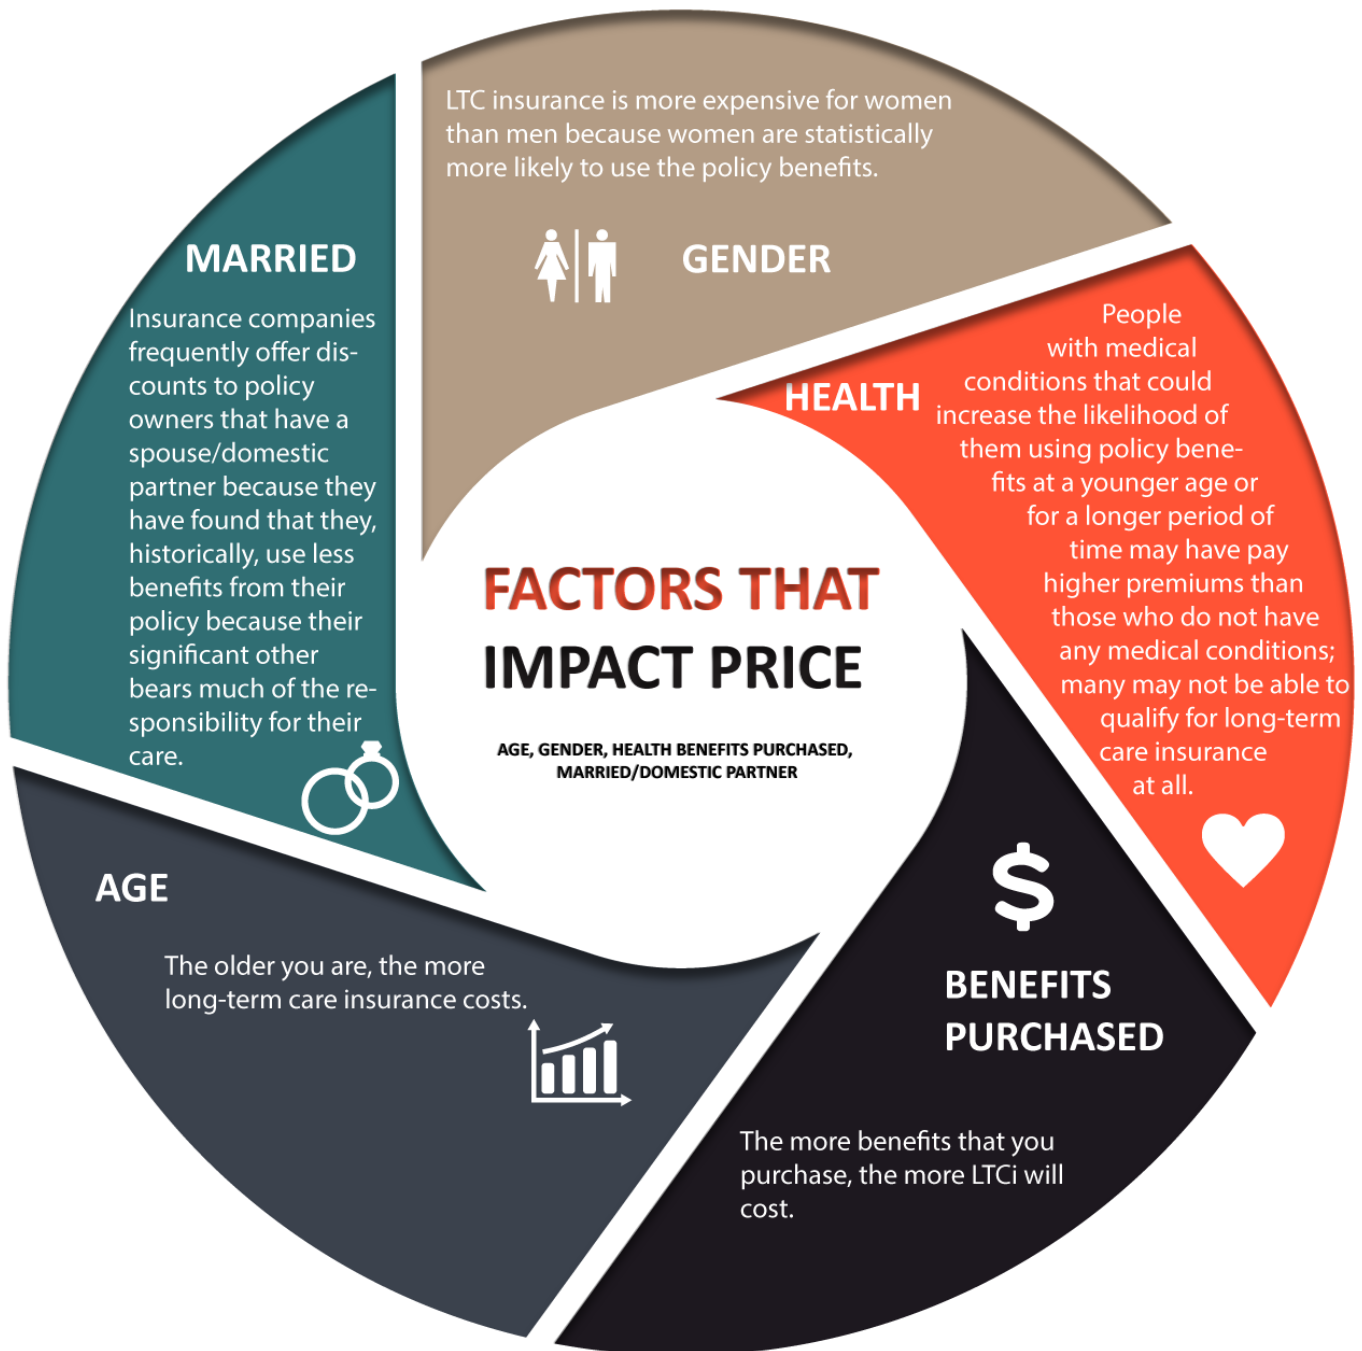 LTC insurance is more expensive for women
than men because women are statistically
more likely to use the policy benefits.
GENDER
MARRIED
Insurance companies
frequently offer dis-
counts to policy
owners that have a
spouse/domestic
partner because they
have found that they,
historically, use less
benefits from their
policy because their
significant other
bears much of the re-
sponsibility for their
care.
HEALTH
People
with medical
conditions that could
increase the likelihood of
them using policy bene-
fits at a younger age or
for a longer period of
time may have pay
higher premiums than
those who do not have
any medical conditions;
many may not be able to
qualify for long-term
care insurance
at all.
FACTORS THAT
IMPACT PRICE
AGE, GENDER, HEALTH BENEFITS PURCHASED,
MARRIED/DOMESTIC PARTNER
AGE
The older you are, the more
long-term care insurance costs.
$
BENEFITS
PURCHASED
The more benefits that you
purchase, the more LTCi will
cost.